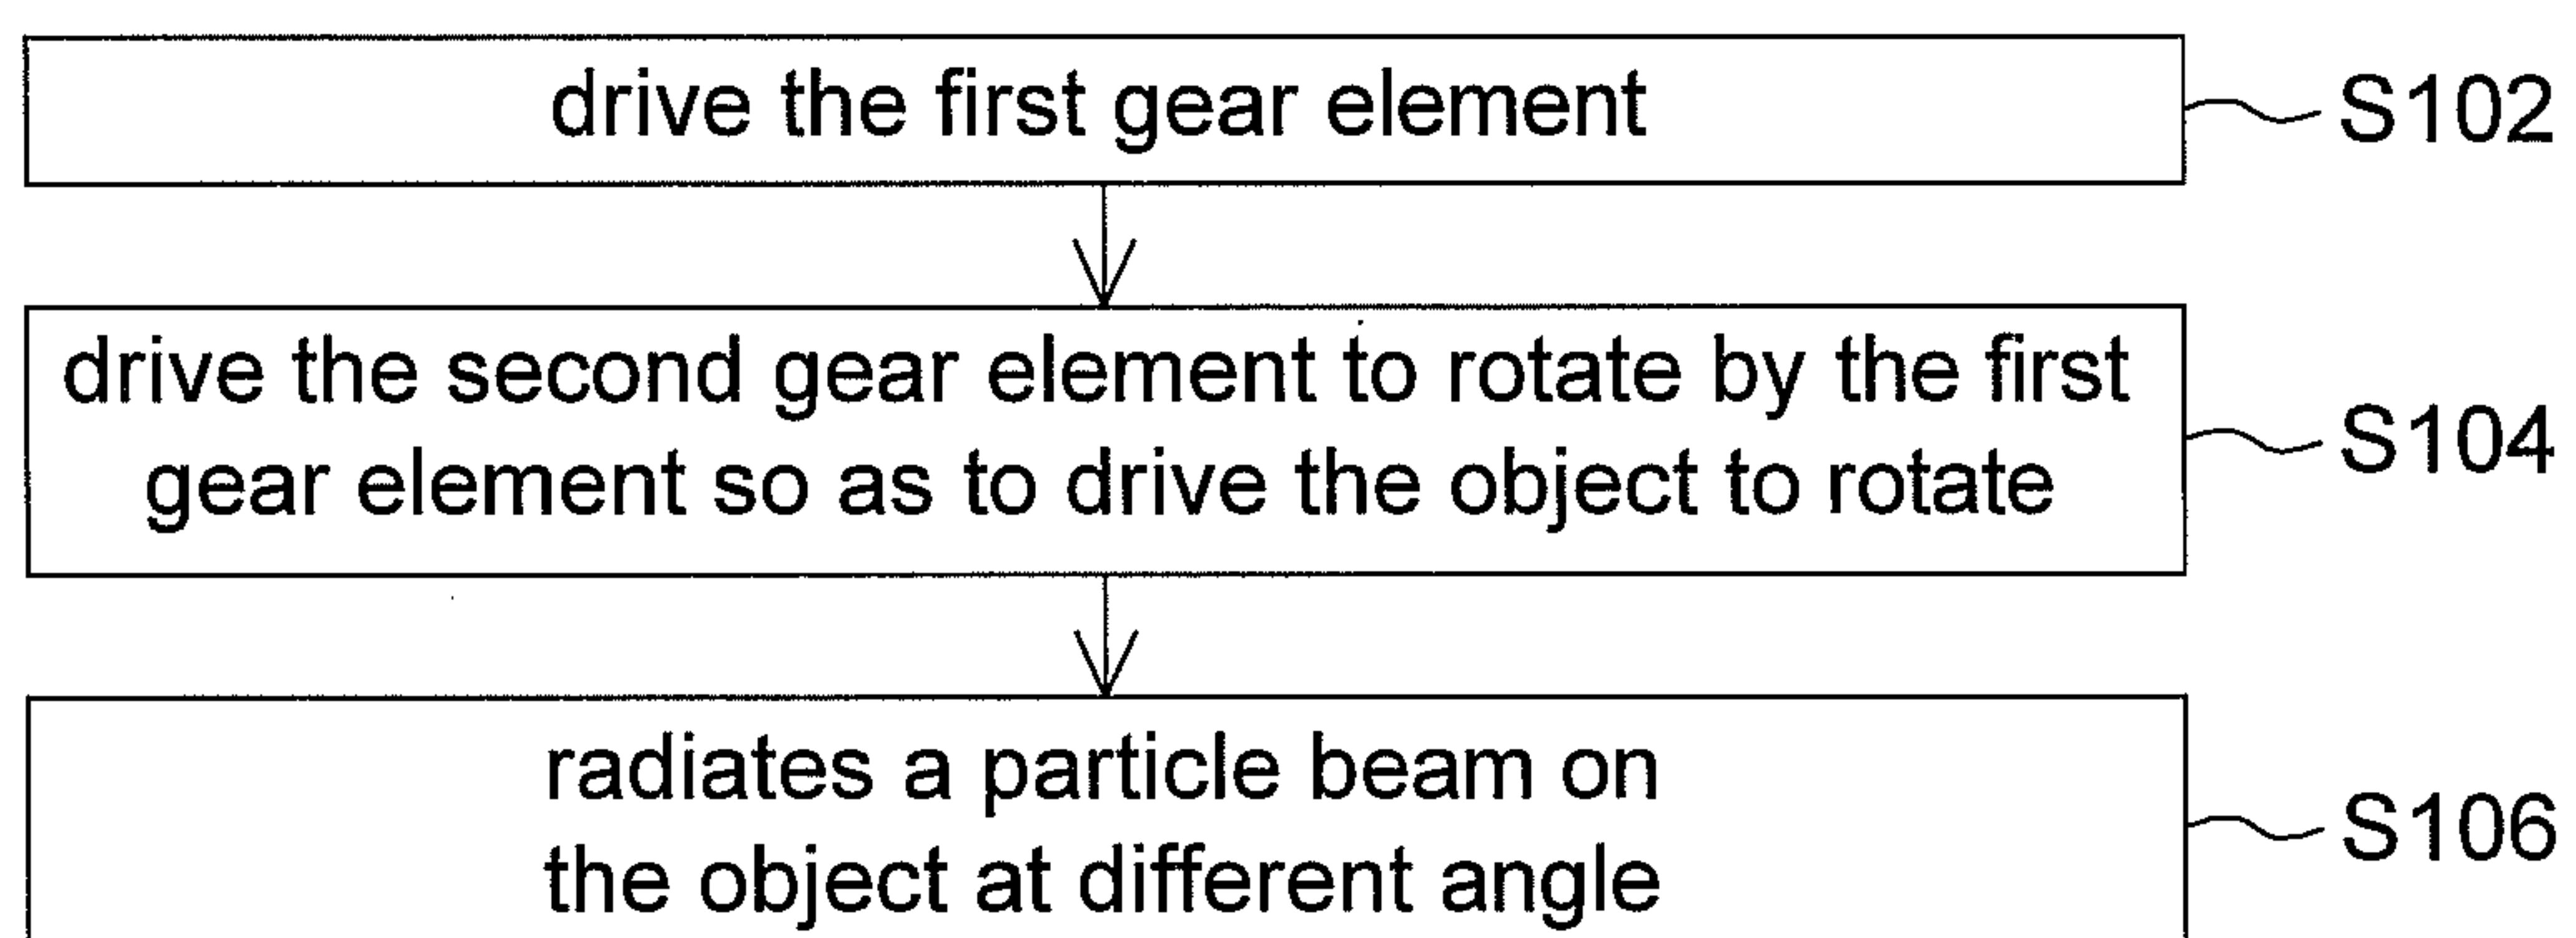 drive the first gear element
S102
drive the second gear element to rotate by the first
gear element so as to drive the object to rotate
S104
radiates a particle beam on
the object at different angle
S106